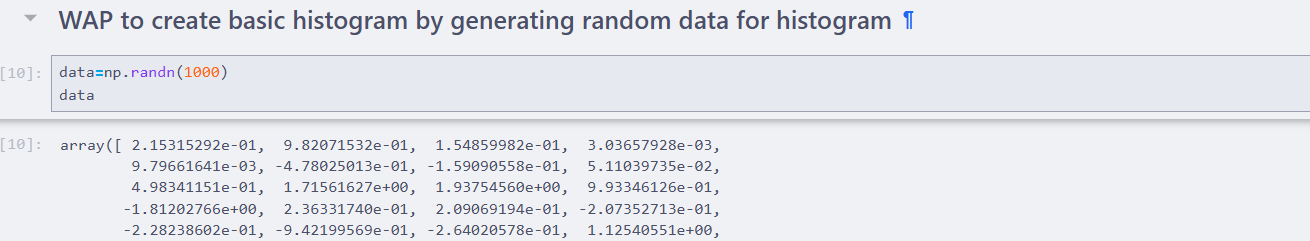 WAP to create basic histogram by generating random data for histogram ¶
[10]: data=np.randn(1000)
data
[10]: array([ 2.15315292e-01, 9.82071532e-01, 1.54859982e-01, 3.03657928e-03,
9.79661641e-03, -4.78025013e-01, -1.59090558e-01, 5.11039735e-02,
4.98341151e-01, 1.71561627e+00, 1.93754560e+00, 9.93346126e-01,
-1.81202766e+00, 2.36331740e-01, 2.09069194e-01, -2.07352713e-01,
-2.28238602e-01, -9.42199569e-01, -2.64020578e-01, 1.12540551e+00,